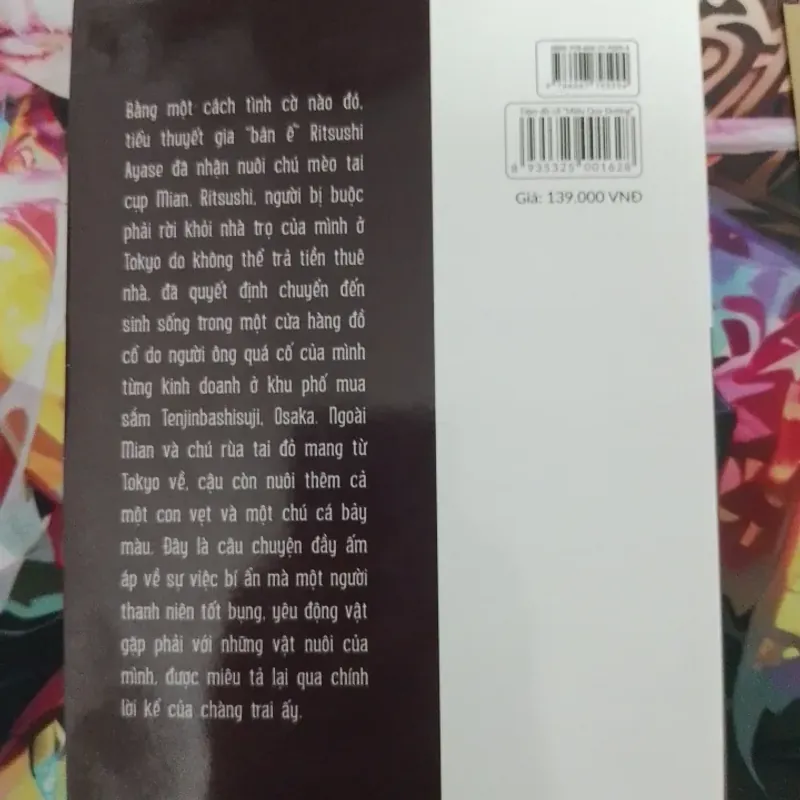 Bằng một cách tình cờ nào đó,
tiểu thuyết gia "bán ế" Ritsushi
Ayase đã nhận nuôi chú mèo tai
cụp Mian. Ritsushi, người bị buộc
phải rời khỏi nhà trọ của mình ở
Tokyo do không thể trả tiền thuê
nhà, đã quyết định chuyển đến
sinh sống trong một cửa hàng đồ
cổ do người ông quá cố của mình
từng kinh doanh ở khu phố mua
sắm Tenjinbashisuji, Osaka. Ngoài
Mian và chú rùa tai đỏ mang từ
Tokyo về, cậu còn nuôi thêm cả
một con vẹt và một chú cá bảy
màu. Đây là câu chuyện đầy ấm
áp về sự việc bí ẩn mà một người
thanh niên tốt bụng, yêu động vật
gặp phải với những vật nuôi của
mình, được miêu tả lại qua chính
lời kể của chàng trai ấy.
8 935325 001628
Giá: 139.000 VNĐ